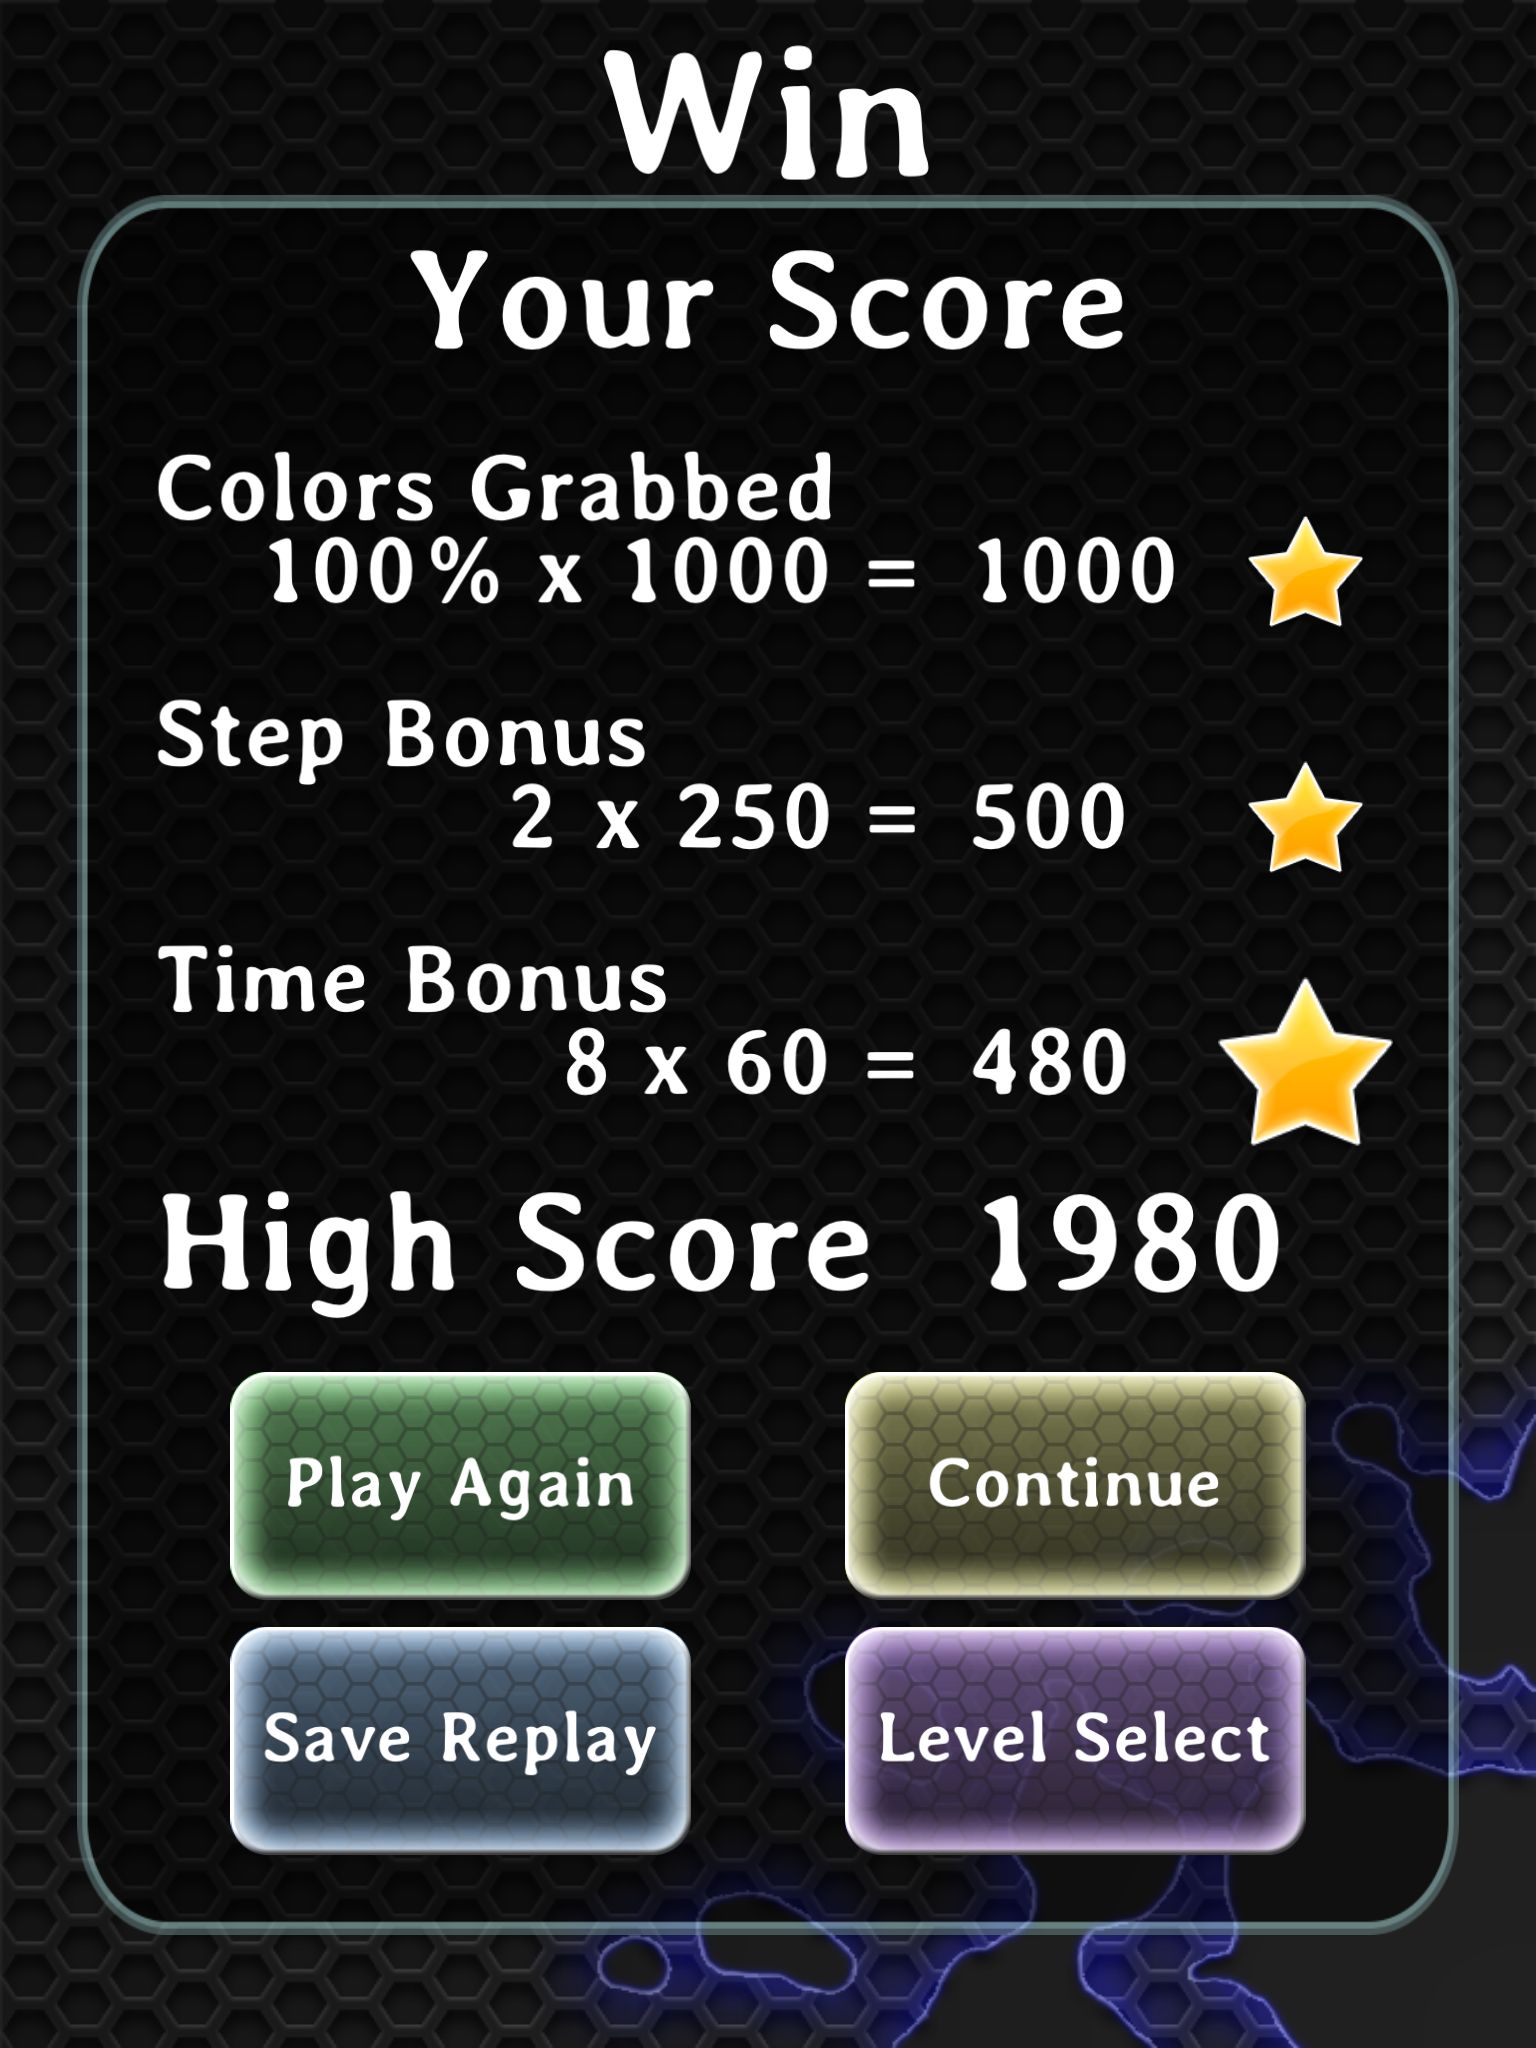 Win
Your Score
Colors Grabbed
100% x 1000 = 1000
Step Bonus
2 x 250 = 500
Time Bonus
8 x 60 = 480
High Score 1980
Play Again
Continue
Save Replay
Level Select